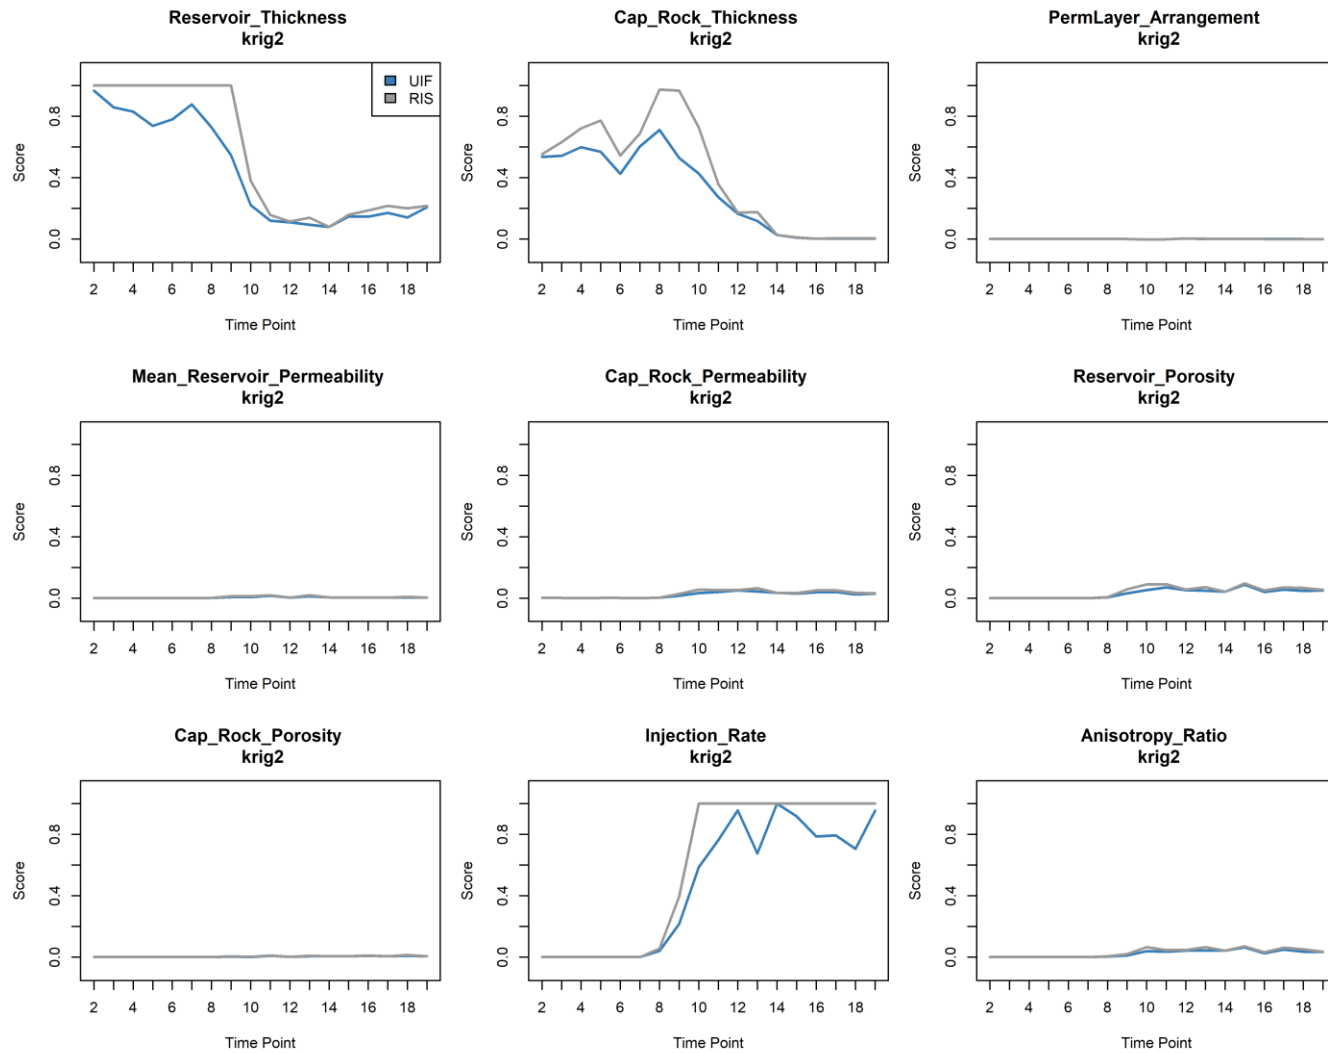 Reservoir_Thickness
krig2
UIF
RIS
Score
0.0 0.4 0.8
2 4 6 8 10 12 14 16 18
Time Point
Cap_Rock_Thickness
krig2
Score
0.0 0.4 0.8
2 4 6 8 10 12 14 16 18
Time Point
PermLayer_Arrangement
krig2
Score
0.0 0.4 0.8
2 4 6 8 10 12 14 16 18
Time Point
Mean_Reservoir_Permeability
krig2
Score
0.0 0.4 0.8
2 4 6 8 10 12 14 16 18
Time Point
Cap_Rock_Permeability
krig2
Score
0.0 0.4 0.8
2 4 6 8 10 12 14 16 18
Time Point
Reservoir_Porosity
krig2
Score
0.0 0.4 0.8
2 4 6 8 10 12 14 16 18
Time Point
Cap_Rock_Porosity
krig2
Score
0.0 0.4 0.8
2 4 6 8 10 12 14 16 18
Time Point
Injection_Rate
krig2
Score
0.0 0.4 0.8
2 4 6 8 10 12 14 16 18
Time Point
Anisotropy_Ratio
krig2
Score
0.0 0.4 0.8
2 4 6 8 10 12 14 16 18
Time Point